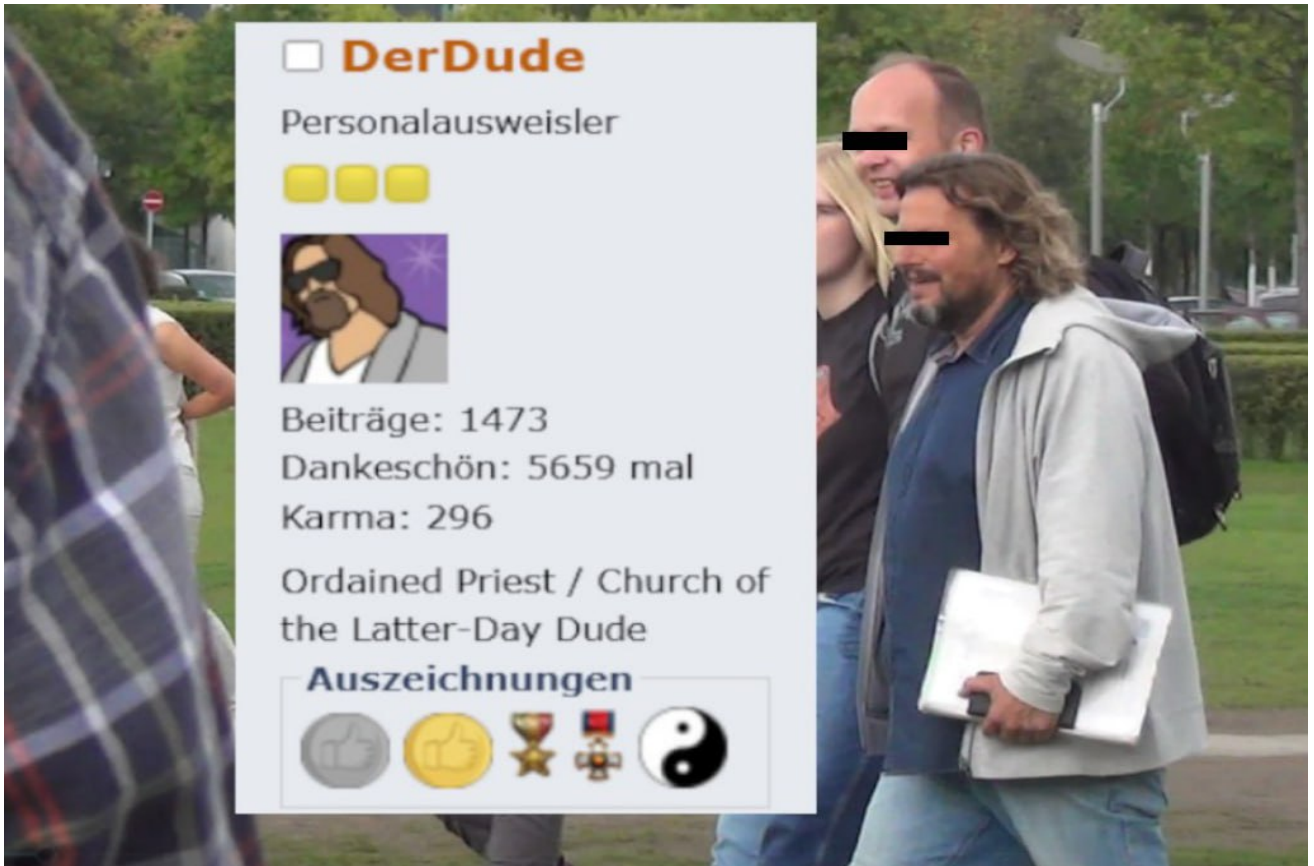 DerDude
Personalausweisler
Beiträge: 1473
Dankeschön: 5659 mal
Karma: 296
Ordained Priest / Church of
the Latter-Day Dude
Auszeichnungen